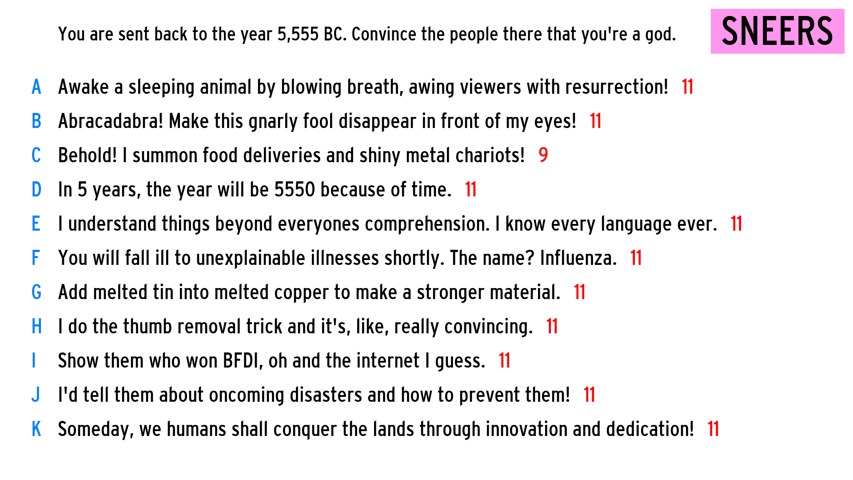 You are sent back to the year 5,555 BC. Convince the people there that you're a god.
SNEERS
A Awake a sleeping animal by blowing breath, awing viewers with resurrection! 11
B Abracadabra! Make this gnarly fool disappear in front of my eyes! 11
C Behold! I summon food deliveries and shiny metal chariots! 9
D In 5 years, the year will be 5550 because of time. 11
E I understand things beyond everyones comprehension. I know every language ever. 11
F You will fall ill to unexplainable illnesses shortly. The name? Influenza. 11
G Add melted tin into melted copper to make a stronger material. 11
H I do the thumb removal trick and it's, like, really convincing. 11
I Show them who won BFDI, oh and the internet I guess. 11
J I'd tell them about oncoming disasters and how to prevent them! 11
K Someday, we humans shall conquer the lands through innovation and dedication! 11